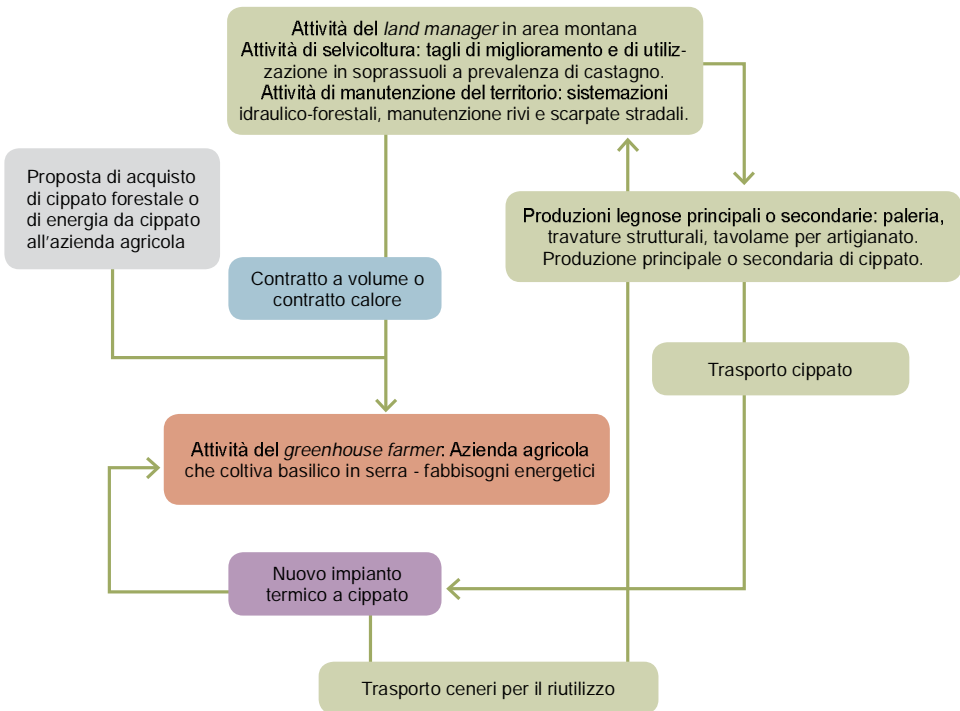 Attività del land manager in area montana
Attività di selvicoltura: tagli di miglioramento e di utiliz-
zazione in soprassuoli a prevalenza di castagno.
Attività di manutenzione del territorio: sistemazioni
idraulico-forestali, manutenzione rivi e scarpate stradali.
Proposta di acquisto
di cippato forestale o
di energia da cippato
all'azienda agricola
Produzioni legnose principali o secondarie: paleria,
travature strutturali, tavolame per artigianato.
Produzione principale o secondaria di cippato.
Contratto a volume o
contratto calore
Trasporto cippato
Attività del greenhouse farmer: Azienda agricola
che coltiva basilico in serra - fabbisogni energetici
Nuovo impianto
termico a cippato
Trasporto ceneri per il riutilizzo